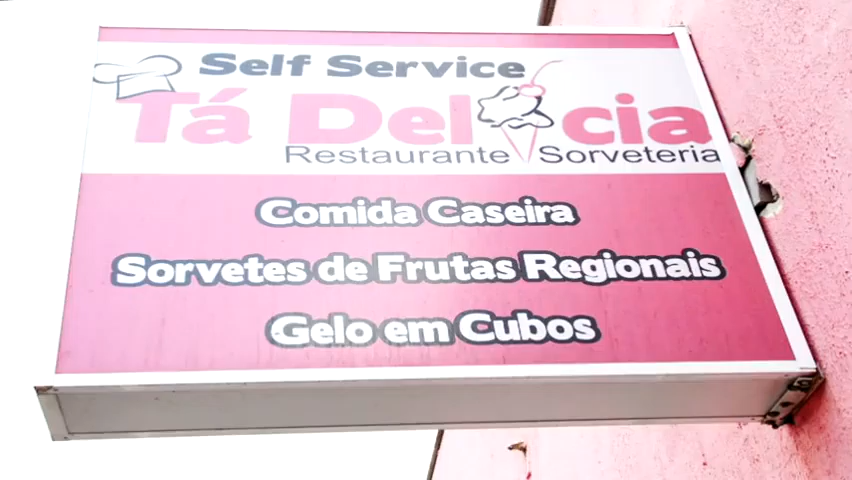 Self Service
Tá Delícia
Restaurante Sorveteria
Comida Caseira
Sorvetes de Frutas Regionais
Gelo em Cubos